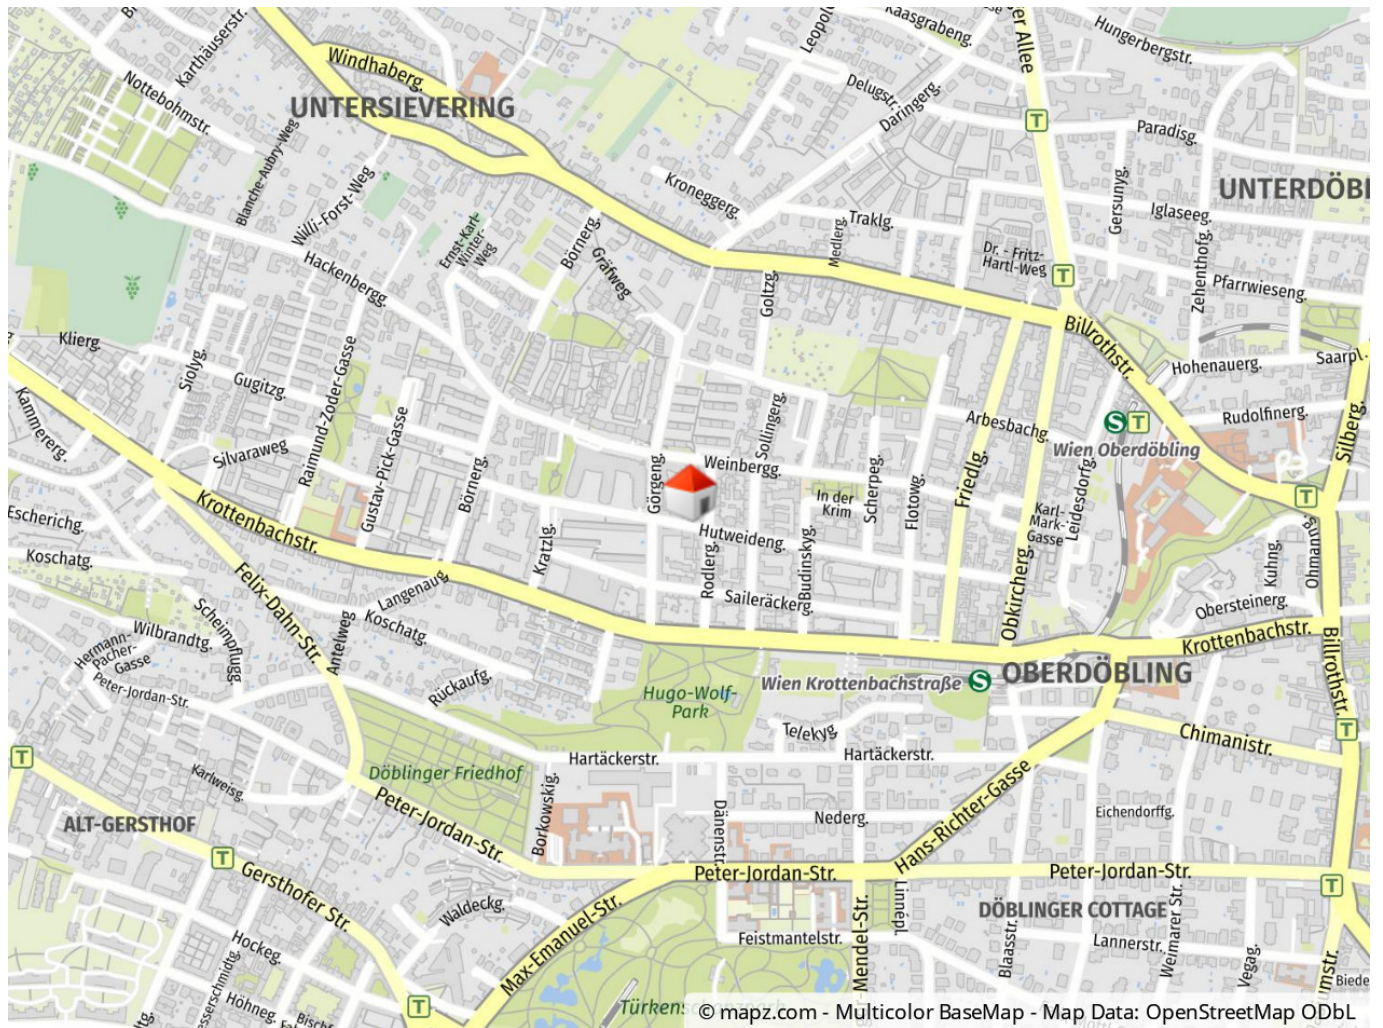 Karthäuserstr.
Windhaberg.
Nottebohmstr.
UNTERSIEVERING
Blanche-Aubry-Weg
Willi-Forst-Weg
Hackenbergg.
Ernst-Karl-
Winter-
Weg
Börnerg.
Gräfweg
Kaasgrabeng.
er Allee
Hungerbergstr.
Delugstr.
Daringerg.
T
Paradisg.
Kroneggerg.
Medlerg.
Traklg.
Gersunyg.
UNTERDÖBL
Iglaseeg.
Dr. - Fritz-
Hartl-Weg
T
Zehenthofg.
Pfarrwieseng.
Goltzg.
Billrothstr.
Klierg.
Siolyg.
Gugitzg.
Raimund-Zoder-Gasse
Hohenauerg.
Saarpl.
Kammererg.
Silvaraweg
Gustav-Pick-Gasse
Börnerg.
Sollingerg.
Arbesbachg.
S
T
Wien Oberdöbling
Rudolfinerg.
Silberg.
Görgeng.
Weinbergg.
In der
Krim
Scherpeg.
Flotowg.
Friedlg.
Leidesdorfg.
Karl-
Mark-
Gasse
T
Escherichg.
Krottenbachstr.
Koschatg.
Kratzlg.
Hutweideng.
Rodlerg.
Budinskyg.
Saileräckerg.
Obkircherg.
Kuhng.
Ohmanng.
Obersteinerg.
Felix-Dahn-Str.
Langenaug.
Scheimpflugg.
Wilbrandtg.
Hermann-
Pacher-
Gasse
Antelweg
Koschatg.
Krottenbachstr.
Billrothstr.
Peter-Jordan-Str.
Rückaufg.
Hugo-Wolf-
Park
Wien Krottenbachstraße
S
OBERDÖBLING
Telekyg.
Chimanistr.
T
T
Hartäckerstr.
Hartäckerstr.
Karlweisg.
Döblinger Friedhof
Borkowskig.
Dänenstr.
Nederg.
Hans-Richter-Gasse
Eichendorffg.
ALT-GERSTHOF
Peter-Jordan-Str.
T
Gersthofer Str.
Peter-Jordan-Str.
Peter-Jordan-Str.
T
Waldeckg.
Max-Emanuel-Str.
Linnépl.
DÖBLINGER COTTAGE
Hockeg.
Feistmantelstr.
Mendel-Str.
Blaasstr.
Lannerstr.
Weimarer Str.
Vegag.
Höhneg.
T
© mapz.com - Multicolor BaseMap - Map Data: OpenStreetMap ODbL